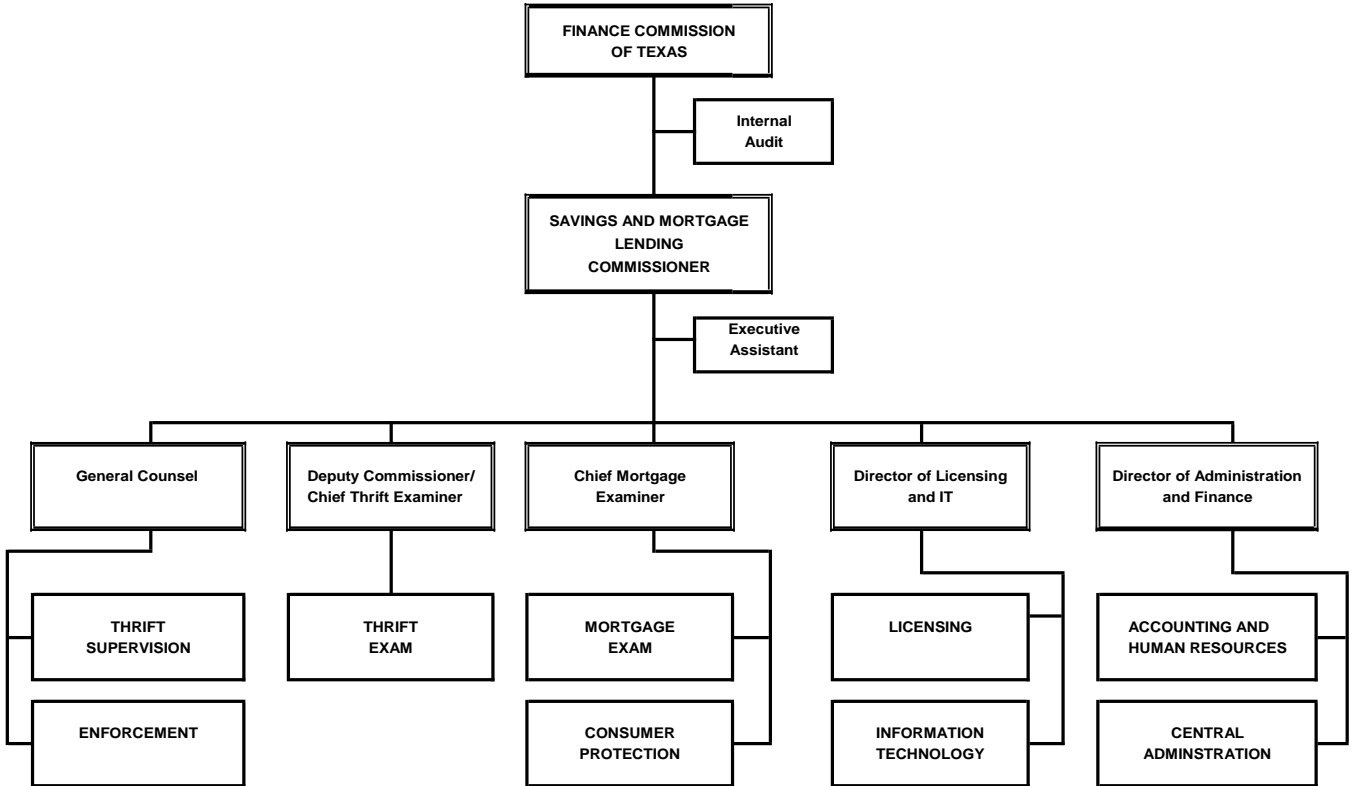 FINANCE COMMISSION
OF TEXAS
Internal
Audit
SAVINGS AND MORTGAGE
LENDING
COMMISSIONER
Executive
Assistant
General Counsel
Deputy Commissioner/
Chief Thrift Examiner
Chief Mortgage
Examiner
Director of Licensing
and IT
Director of Administration
and Finance
THRIFT
SUPERVISION
THRIFT
EXAM
MORTGAGE
EXAM
LICENSING
ACCOUNTING AND
HUMAN RESOURCES
ENFORCEMENT
CONSUMER
PROTECTION
INFORMATION
TECHNOLOGY
CENTRAL
ADMINSTRATION